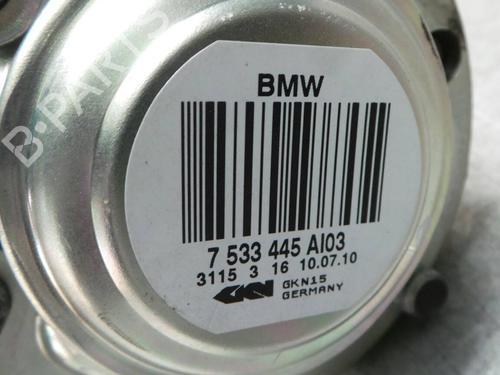 B-PARTS
BMW
7 533 445 AI03
3115 3 16 10.07.10
GKN GKN15
GERMANY